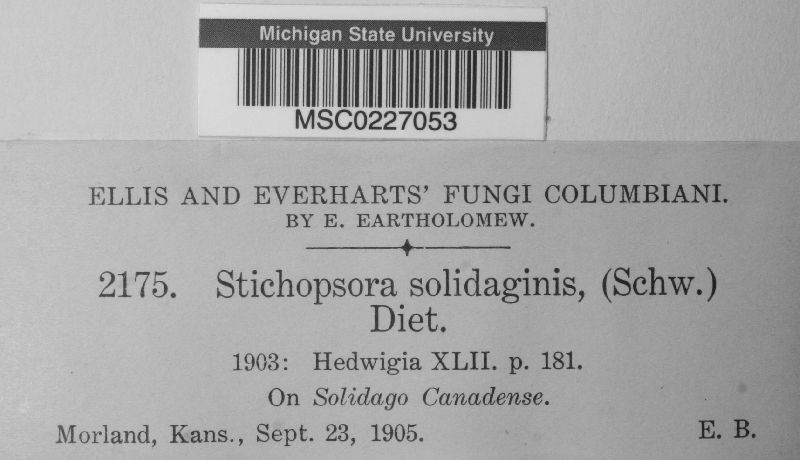 Michigan State University
MSC0227053
ELLIS AND EVERHARTS' FUNGI COLUMBIANI.
BY E. EARTHOLOMEW.
2175. Stichopsora solidaginis, (Schw.)
Diet.
1903: Hedwigia XLII. p. 181.
On Solidago Canadense.
Morland, Kans., Sept. 23, 1905. E. B.